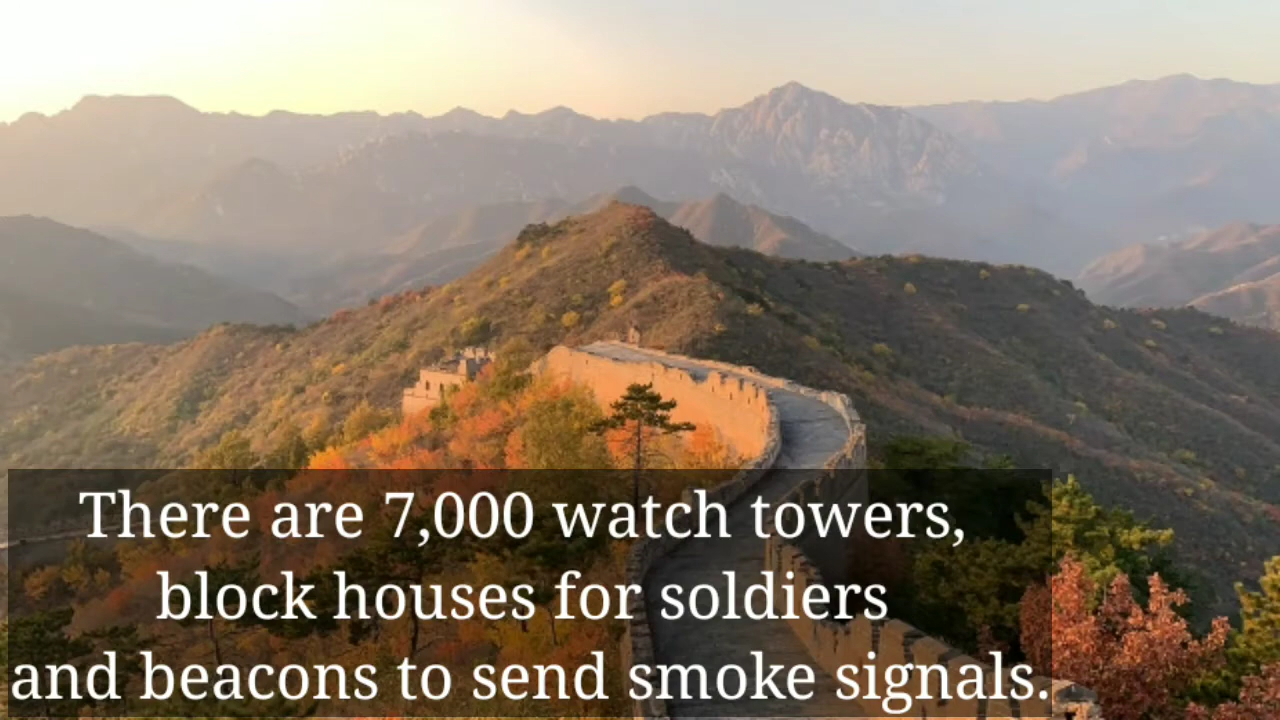 There are 7,000 watch towers,
block houses for soldiers
and beacons to send smoke signals.